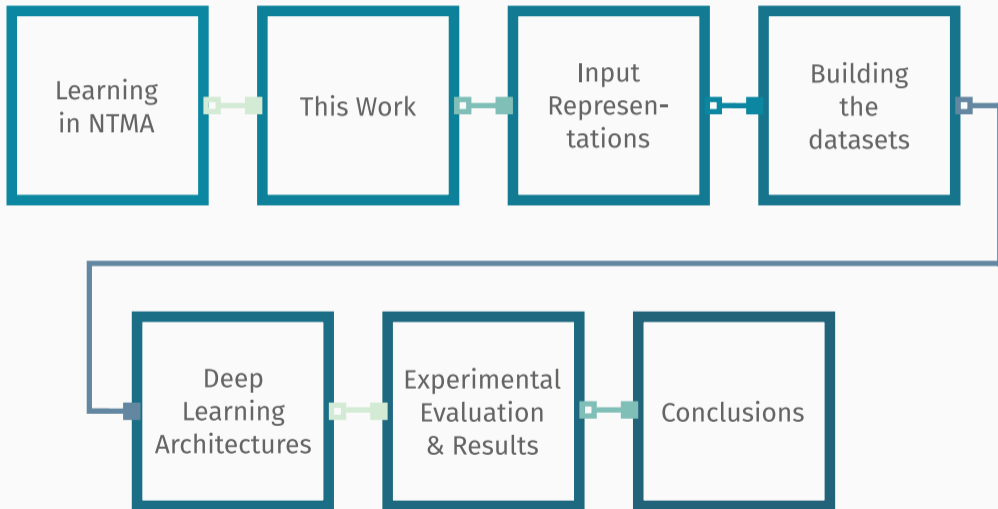 Learning
in NTMA
This Work
Input
Represen-
tations
Building
the
datasets
Deep
Learning
Architectures
Experimental
Evaluation
& Results
Conclusions